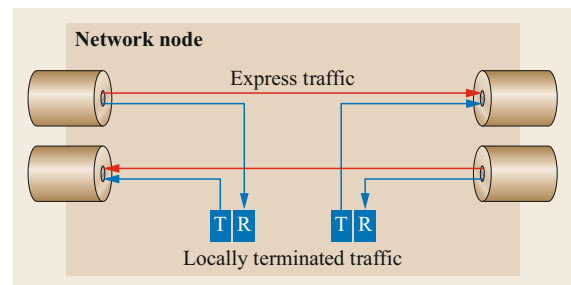 Network node
Express traffic
T R T R
Locally terminated traffic